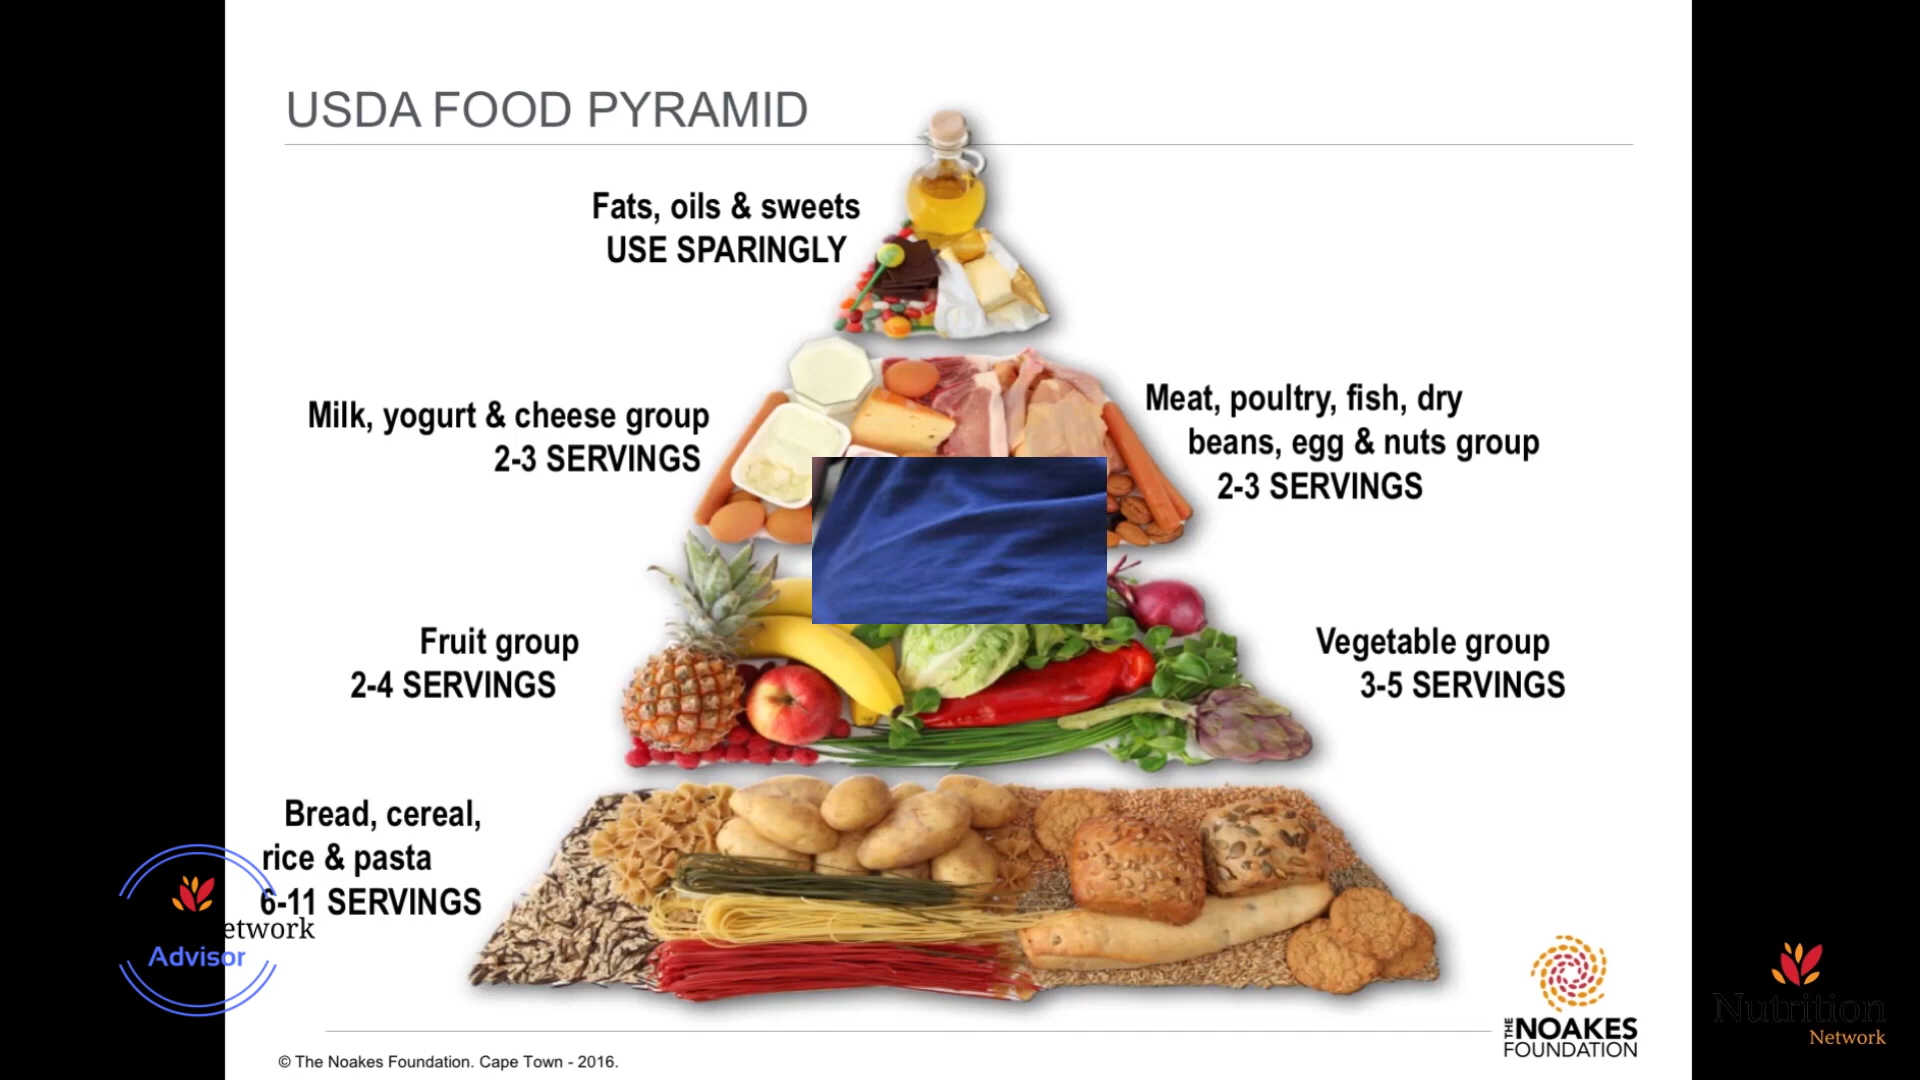 USDA FOOD PYRAMID
Fats, oils & sweets
USE SPARINGLY
Milk, yogurt & cheese group
2-3 SERVINGS
Meat, poultry, fish, dry
beans, egg & nuts group
2-3 SERVINGS
Fruit group
2-4 SERVINGS
Vegetable group
3-5 SERVINGS
Bread, cereal,
rice & pasta
6-11 SERVINGS
etwork
Advisor
THE NOAKES
FOUNDATION
Nutrition
Network
© The Noakes Foundation. Cape Town - 2016.